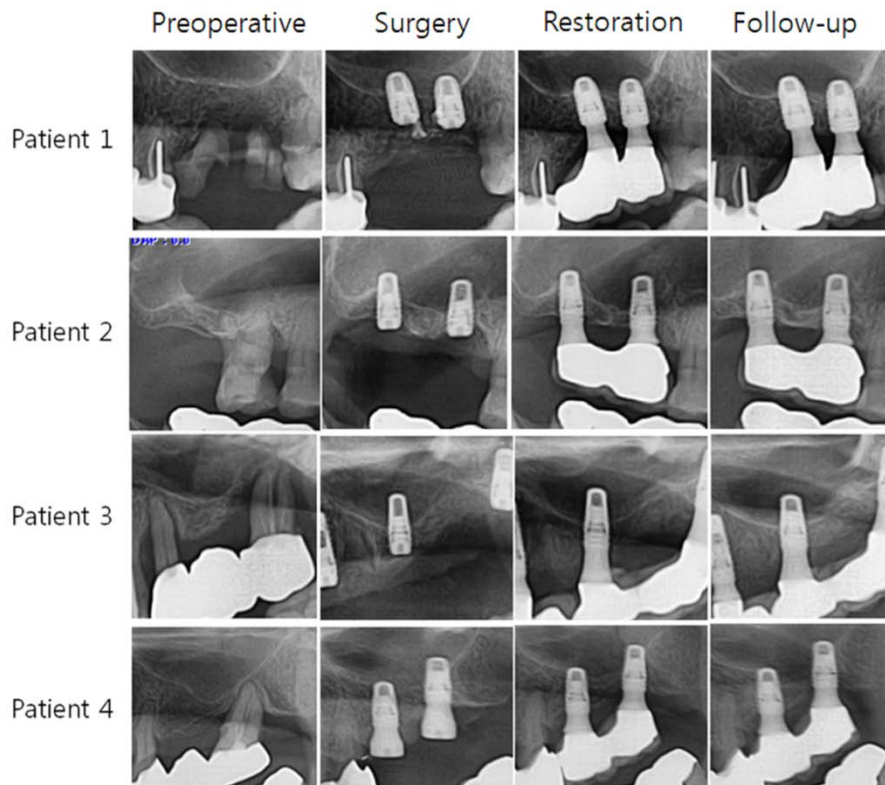 Preoperative Surgery Restoration Follow-up
Patient 1
Patient 2
Patient 3
Patient 4